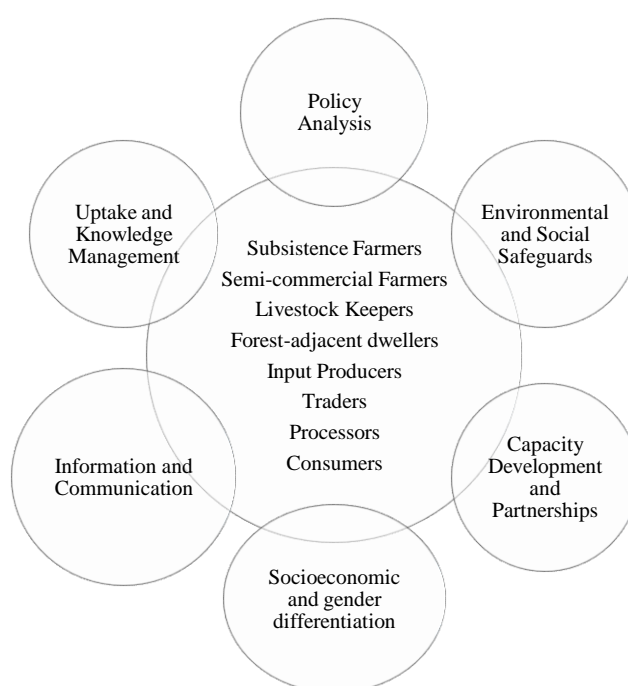 Policy
Analysis
Uptake and
Knowledge
Management
Environmental
and Social
Safeguards
Subsistence Farmers
Semi-commercial Farmers
Livestock Keepers
Forest-adjacent dwellers
Input Producers
Traders
Processors
Consumers
Information and
Communication
Capacity
Development
and
Partnerships
Socioeconomic
and gender
differentiation